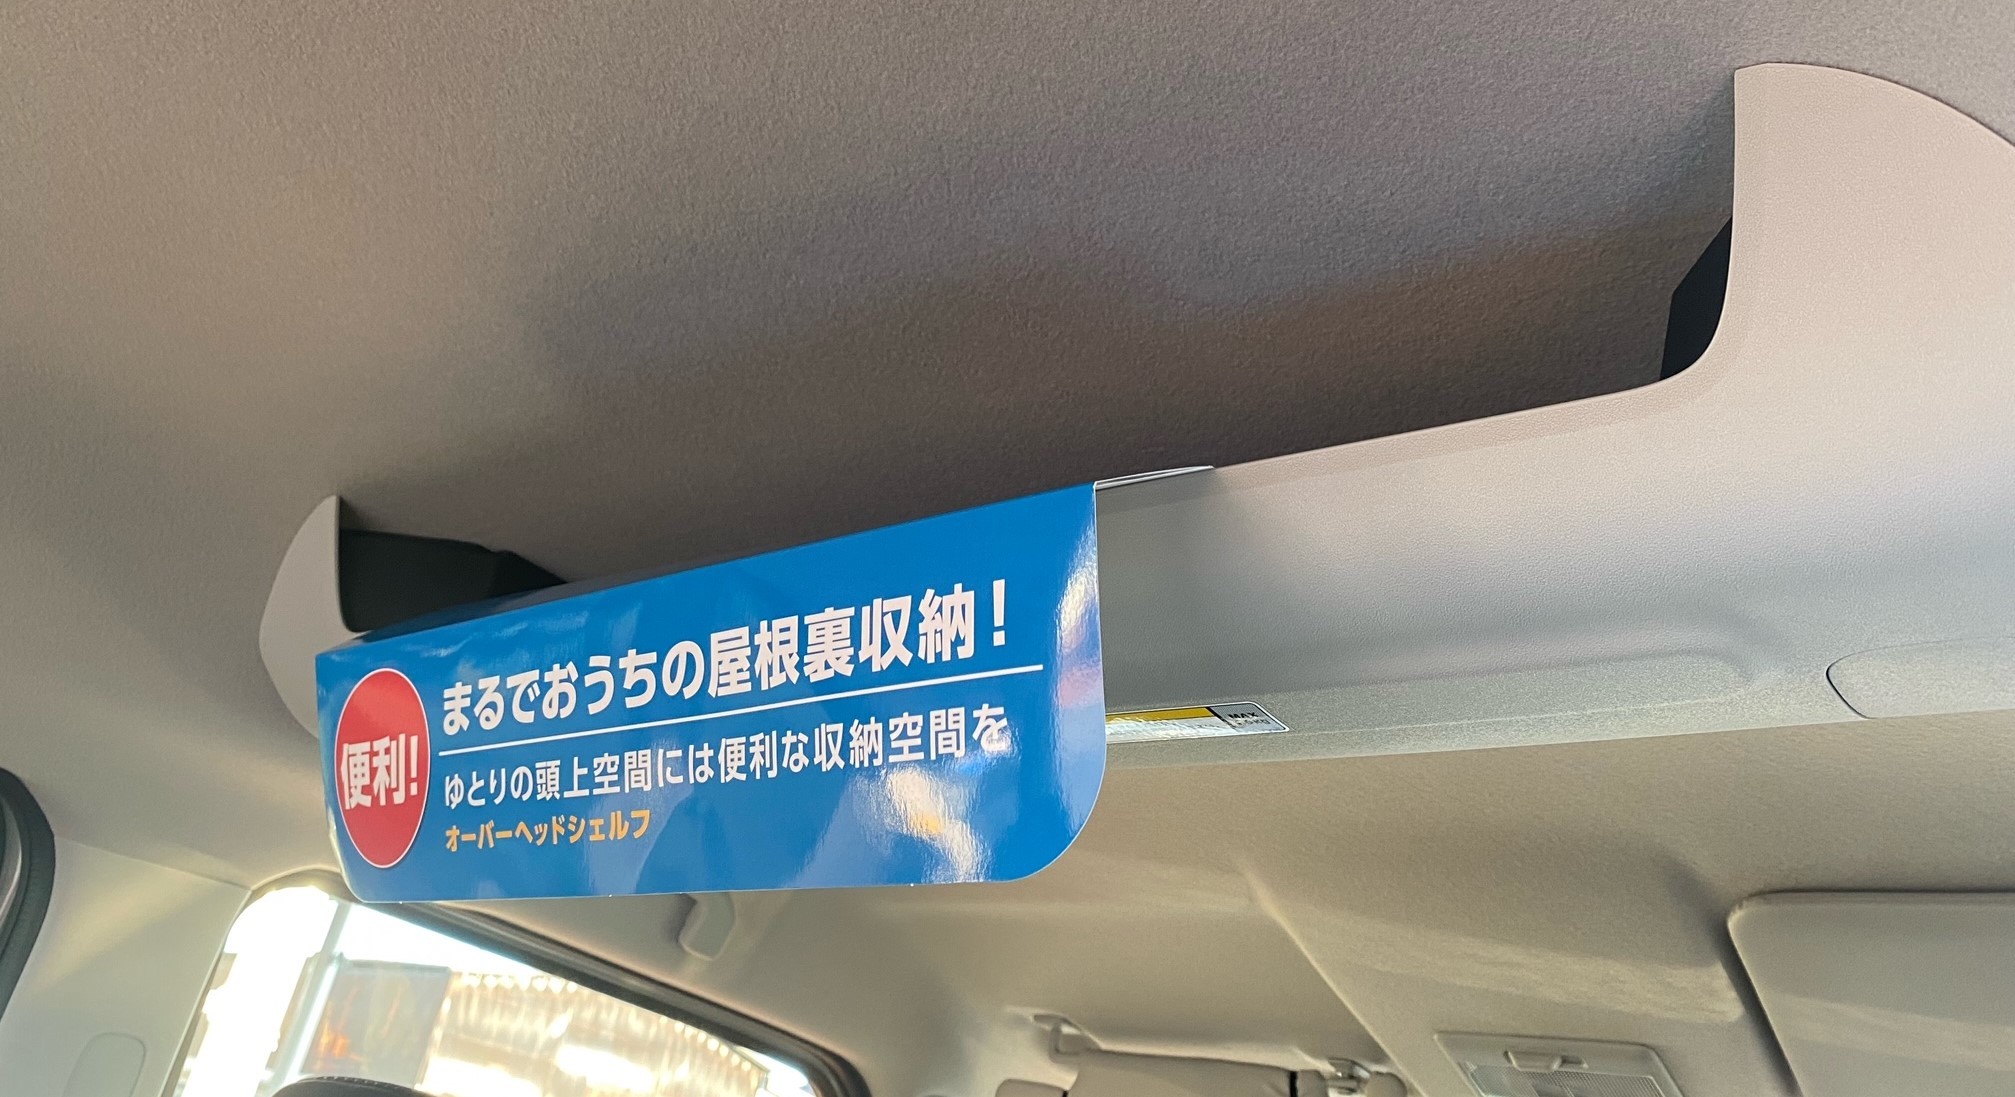 便利!
まるでおうちの屋根裏収納!
ゆとりの頭上空間には便利な収納空間を
オーバーヘッドシェルフ
MAX